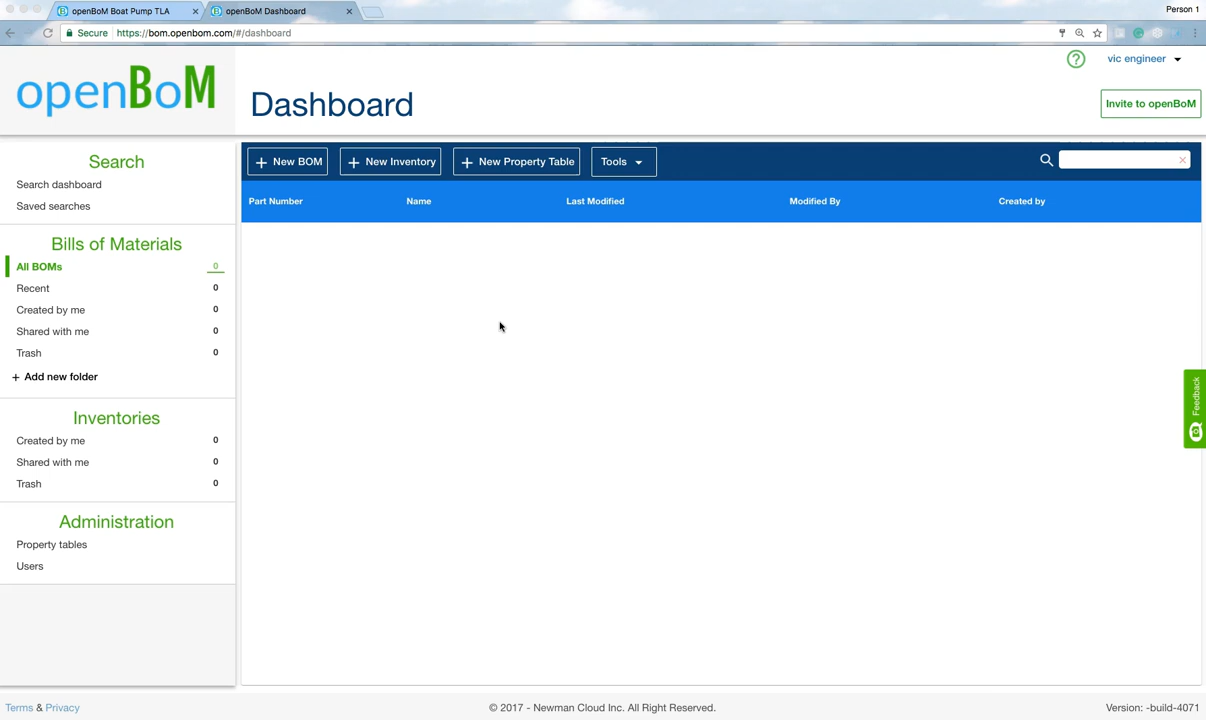 openBoM Boat Pump TLA
openBoM Dashboard
Person 1
Secure https://bom.openbom.com/#/dashboard
openBoM
Dashboard
vic engineer
Invite to openBoM
Search
Search dashboard
Saved searches
Bills of Materials
All BOMs 0
Recent 0
Created by me 0
Shared with me 0
Trash 0
+ Add new folder
Inventories
Created by me 0
Shared with me 0
Trash 0
Administration
Property tables
Users
+ New BOM + New Inventory + New Property Table Tools
Part Number Name Last Modified Modified By Created by
Feedback
Terms & Privacy © 2017 - Newman Cloud Inc. All Right Reserved. Version: -build-4071